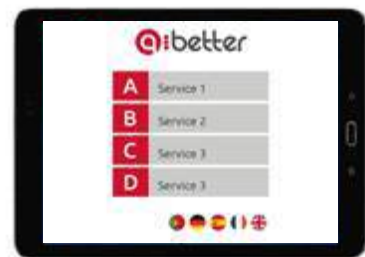 Q:better
A Service 1
B Service 2
C Service 3
D Service 3